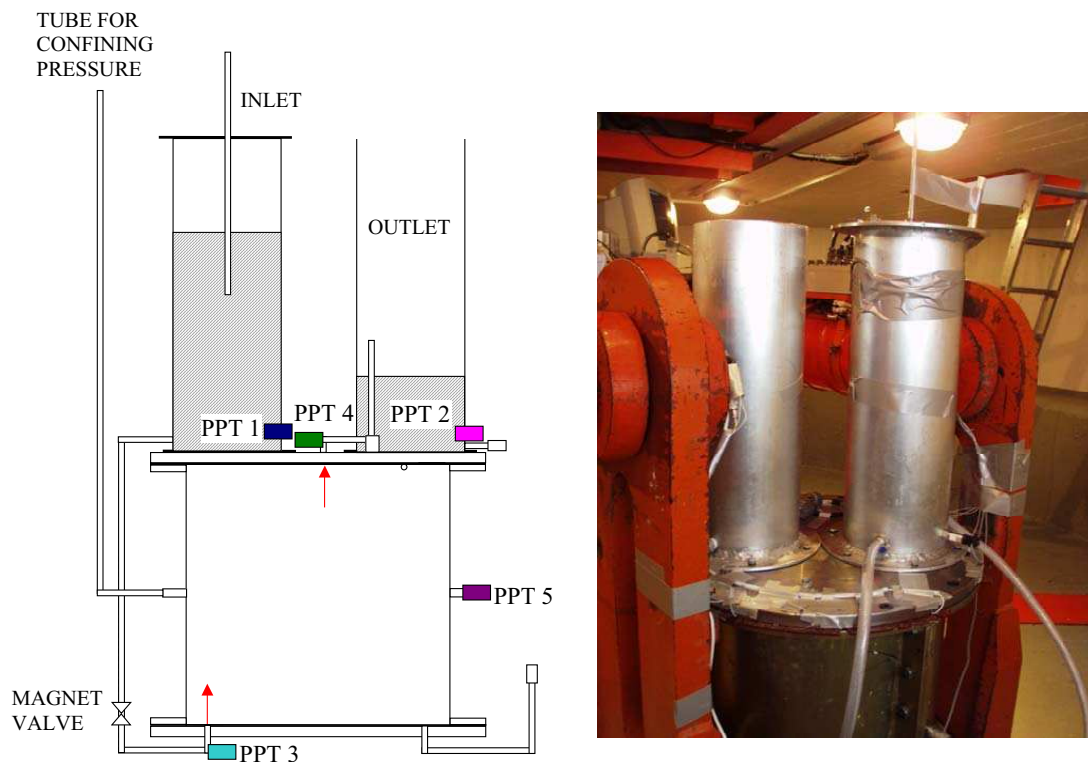 TUBE FOR
CONFINING
PRESSURE
INLET
OUTLET
PPT 1
PPT 4
PPT 2
PPT 5
MAGNET
VALVE
PPT 3